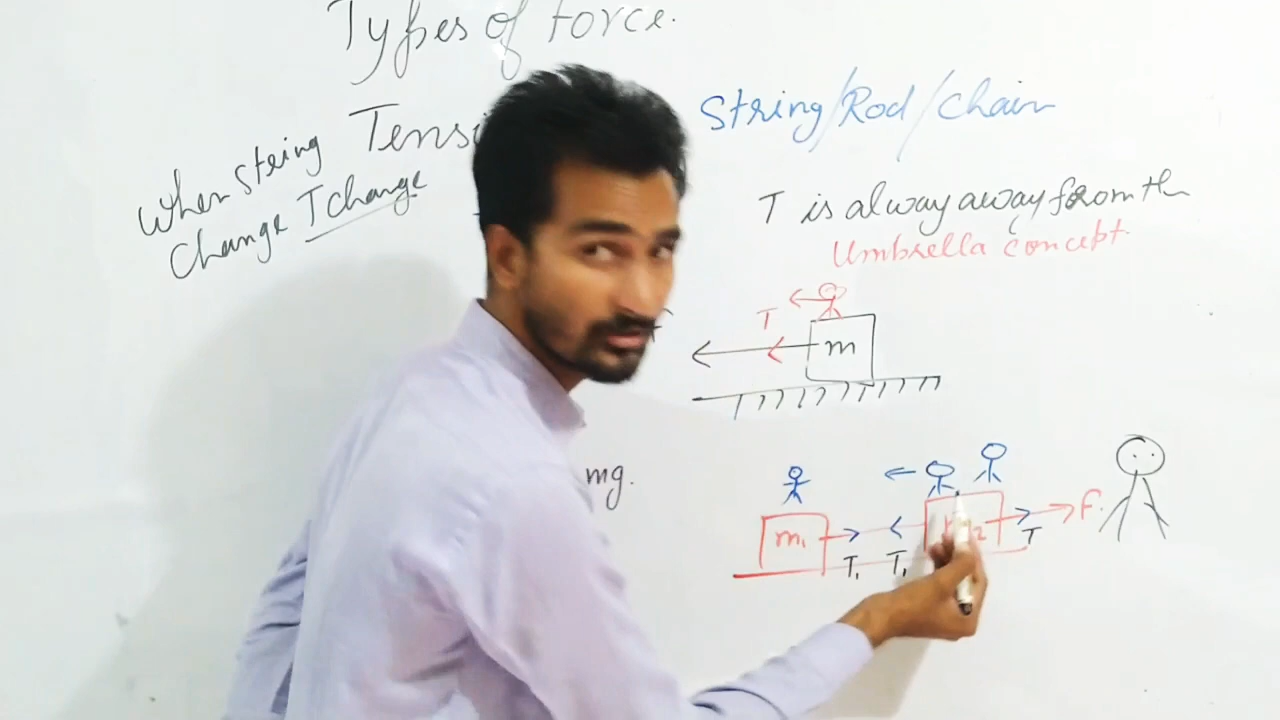 Types of force.
Tensi
String/Rod/chain
When string
change T change
T is alway away from th
Umbrella concept.
T
m
mg.
m₁
T₁
T₁
2
T
F.